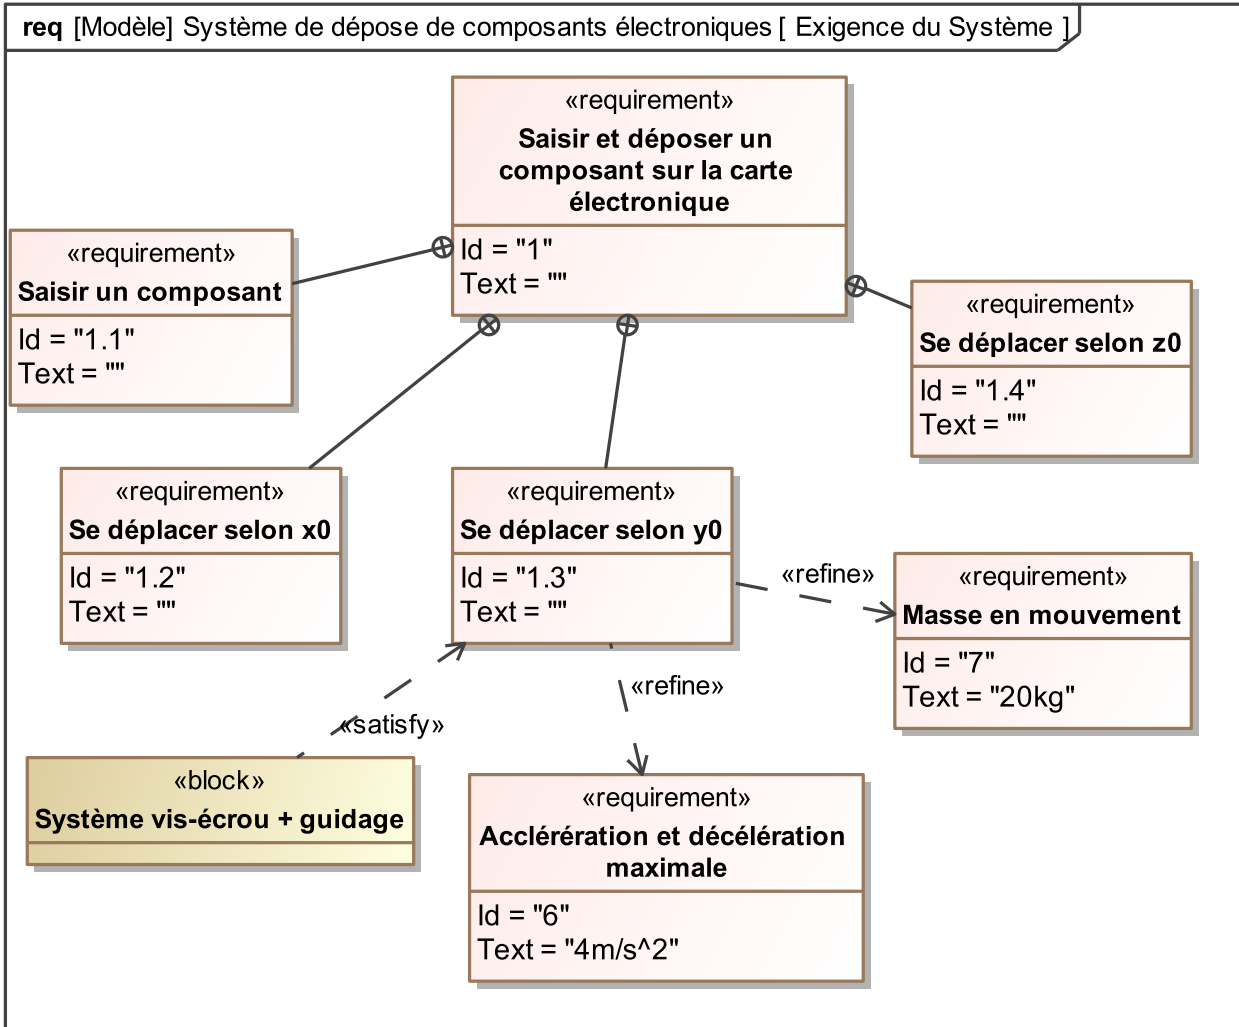 req [Modèle] Système de dépose de composants électroniques [ Exigence du Système ]
«requirement»
Saisir et déposer un
composant sur la carte
électronique
Id = "1"
Text = ""
«requirement»
Saisir un composant
Id = "1.1"
Text = ""
«requirement»
Se déplacer selon z0
Id = "1.4"
Text = ""
«requirement»
Se déplacer selon x0
Id = "1.2"
Text = ""
«requirement»
Se déplacer selon y0
Id = "1.3"
Text = ""
«refine»
«requirement»
Masse en mouvement
Id = "7"
Text = "20kg"
«refine»
«satisfy»
«block»
Système vis-écrou + guidage
«requirement»
Acclérération et décélération
maximale
Id = "6"
Text = "4m/s^2"